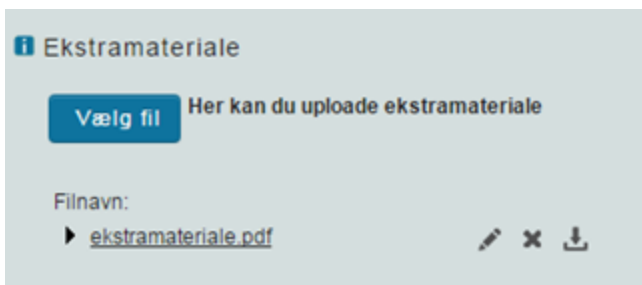 Ekstramateriale
Vælg fil
Her kan du uploade ekstramateriale
Filnavn:
ekstramateriale.pdf